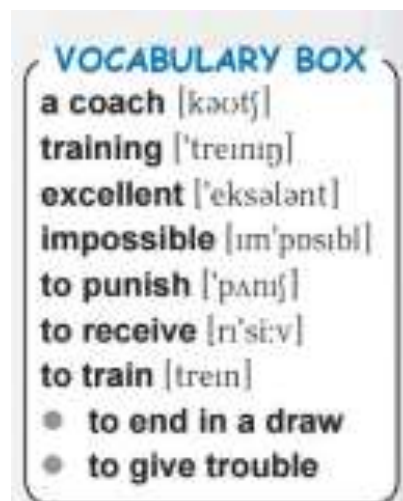 VOCABULARY BOX
a coach [kəʊtʃ]
training ['treɪnɪŋ]
excellent ['eksələnt]
impossible [ɪm'pɒsɪbl]
to punish ['pʌnɪʃ]
to receive [rɪ'si:v]
to train [treɪn]
● to end in a draw
● to give trouble